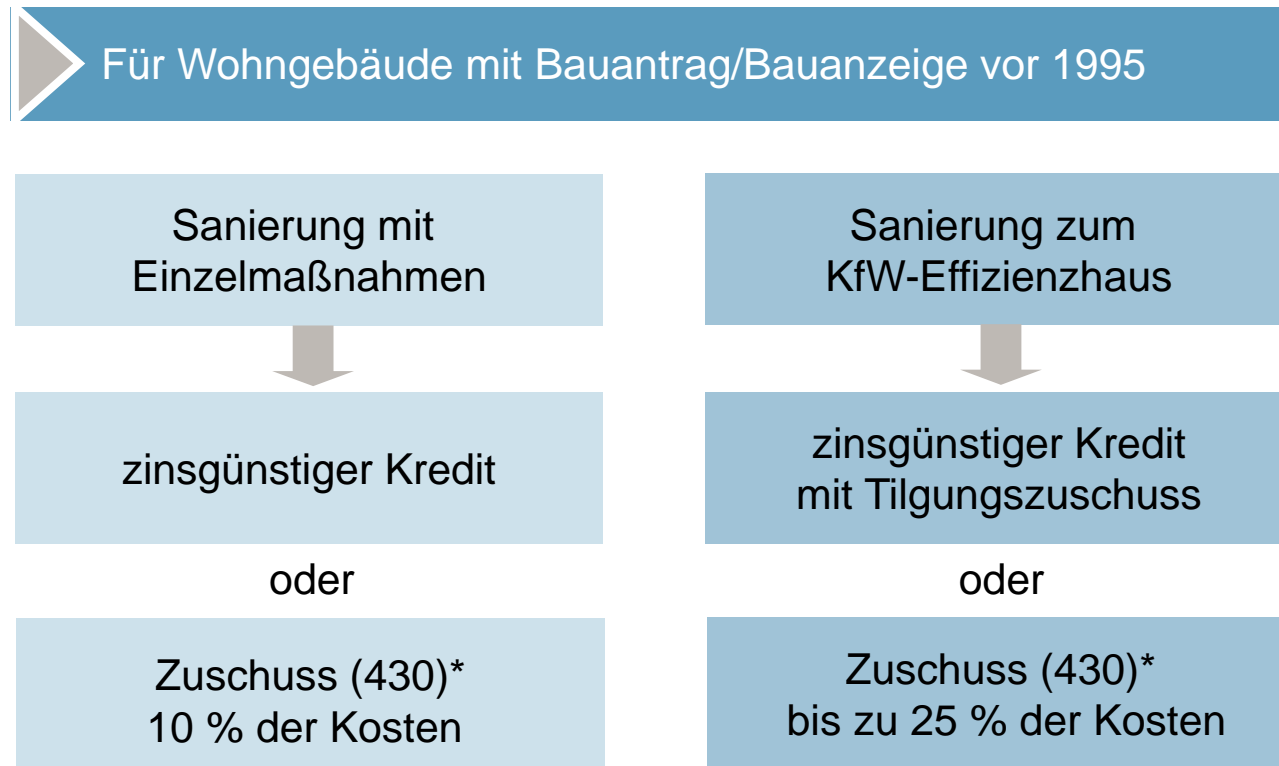 Für Wohngebäude mit Bauantrag/Bauanzeige vor 1995
Sanierung mit
Einzelmaßnahmen
zinsgünstiger Kredit
oder
Zuschuss (430)*
10 % der Kosten
Sanierung zum
KfW-Effizienzhaus
zinsgünstiger Kredit
mit Tilgungszuschuss
oder
Zuschuss (430)*
bis zu 25 % der Kosten